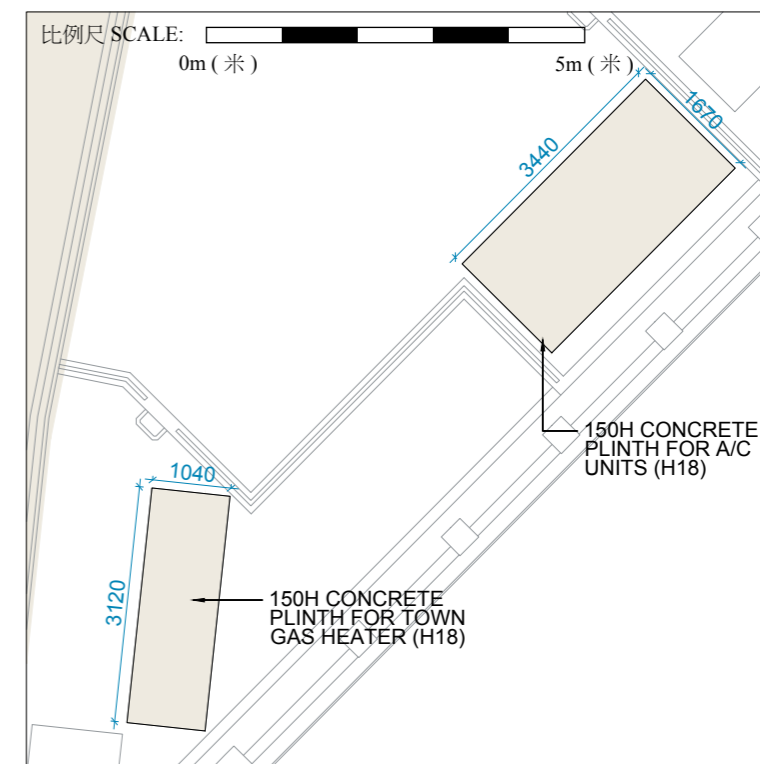 比例尺 SCALE:
0m ( 米 )
5m ( 米 )
1670
3440
150H CONCRETE
PLINTH FOR A/C
UNITS (H18)
1040
3120
150H CONCRETE
PLINTH FOR TOWN
GAS HEATER (H18)